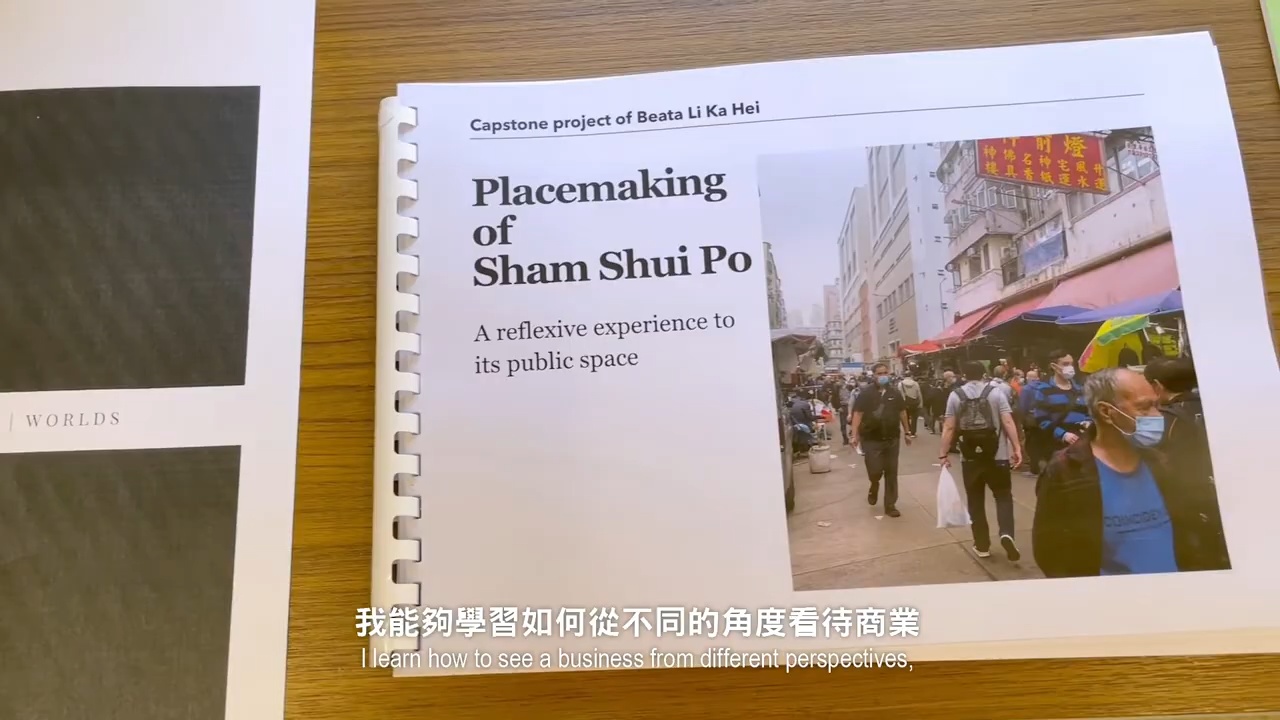 Capstone project of Beata Li Ka Hei
Placemaking
of
Sham Shui Po
A reflexive experience to
its public space
| WORLDS
燈
神佛名神宅風
樓具香紙運水
我能夠學習如何從不同的角度看待商業
I learn how to see a business from different perspectives,